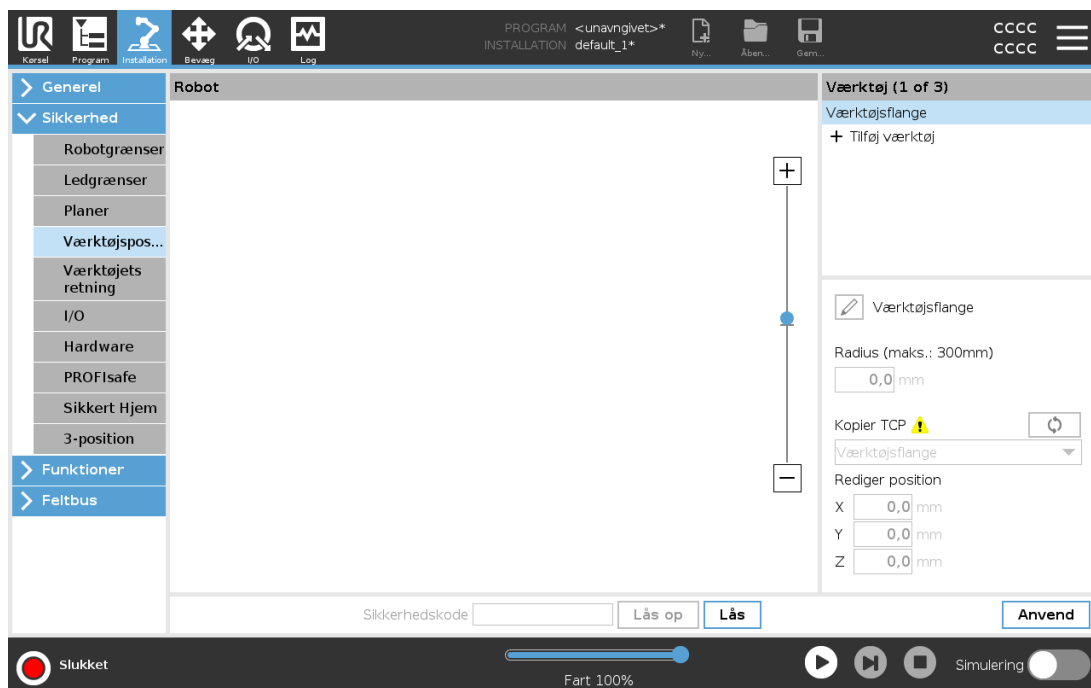 UR
PROGRAM <unavngivet>*
INSTALLATION default_1*
Kørsel
Program
Installation
Bevæg
I/O
Log
Ny...
Åben...
Gem...
CCCC
CCCC
Generel
Sikkerhed
Robotgrænser
Ledgrænser
Planer
Værktøjspos...
Værktøjets
retning
I/O
Hardware
PROFIsafe
Sikkert Hjem
3-position
Funktioner
Feltbus
Robot
Værktøj (1 of 3)
Værktøjsflange
+ Tilføj værktøj
Værktøjsflange
Radius (maks.: 300mm)
0,0 mm
Kopier TCP
Værktøjsflange
Rediger position
X 0,0 mm
Y 0,0 mm
Z 0,0 mm
Sikkerhedskode
Lås op
Lås
Anvend
Slukket
Fart 100%
Simulering